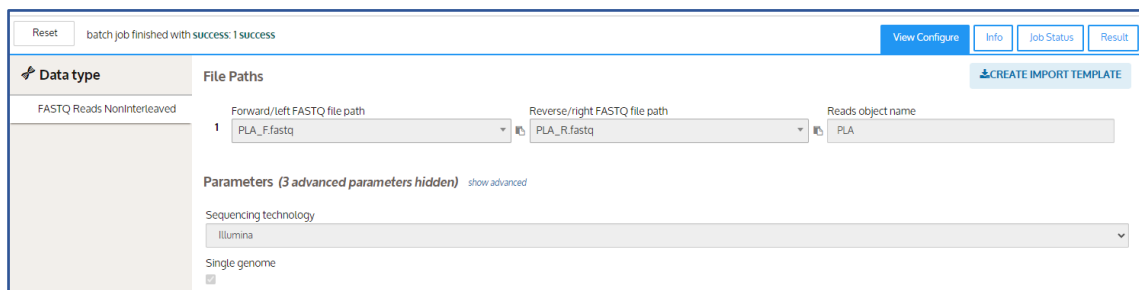 Reset batch job finished with success: 1 success View Configure Info Job Status Result
Data type
FASTQ Reads NonInterleaved
File Paths CREATE IMPORT TEMPLATE
Forward/left FASTQ file path Reverse/right FASTQ file path Reads object name
1 PLA_F.fastq PLA_R.fastq PLA
Parameters (3 advanced parameters hidden) show advanced
Sequencing technology
Illumina
Single genome